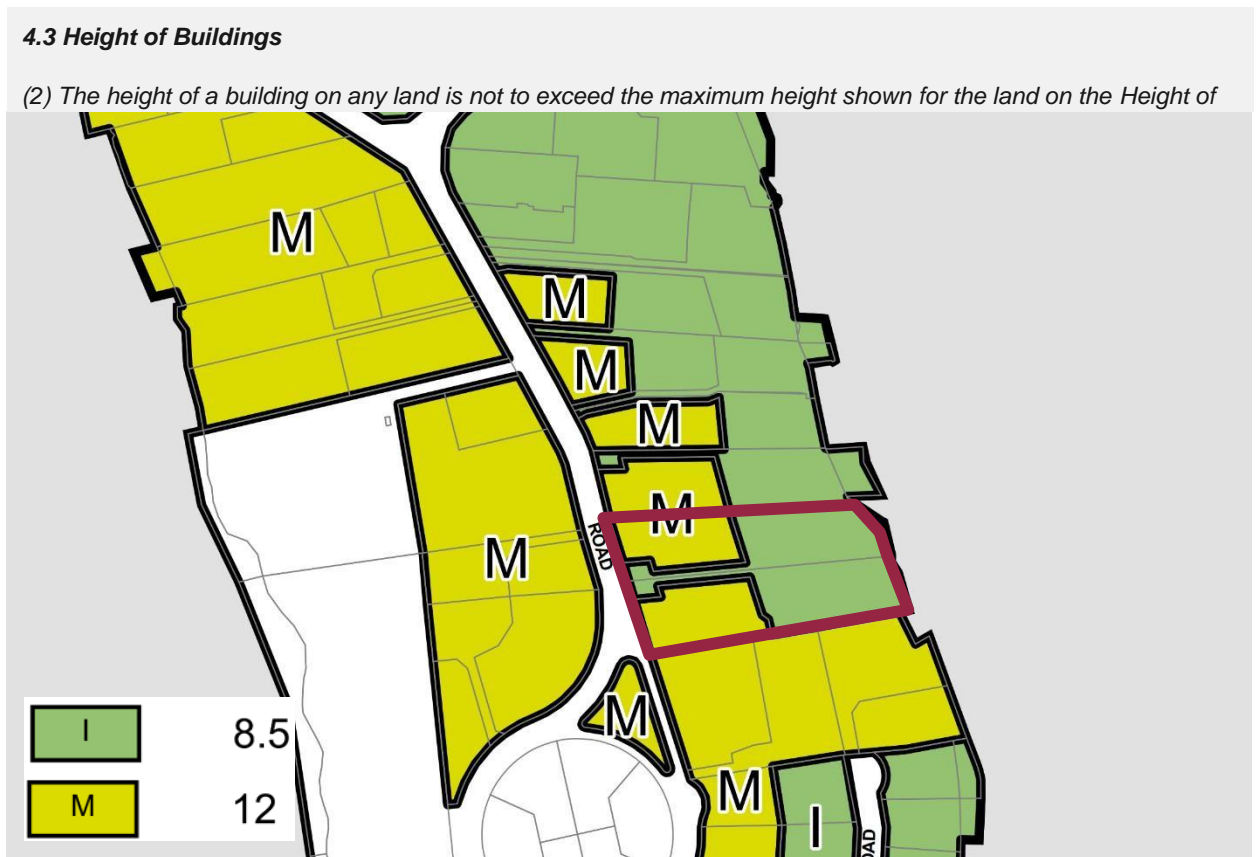 4.3 Height of Buildings
(2) The height of a building on any land is not to exceed the maximum height shown for the land on the Height of
M
M
M
M
M
M
ROAD
M
M
I
ROAD
I 8.5
M 12